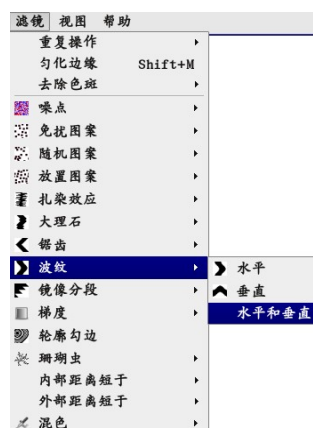 滤镜 视图 帮助
重复操作
匀化边缘 Shift+M
去除色斑
噪点
免扰图案
随机图案
放置图案
扎染效应
大理石
锯齿
波纹
水平
垂直
水平和垂直
镜像分段
梯度
轮廓勾边
珊瑚虫
内部距离短于
外部距离短于
混色